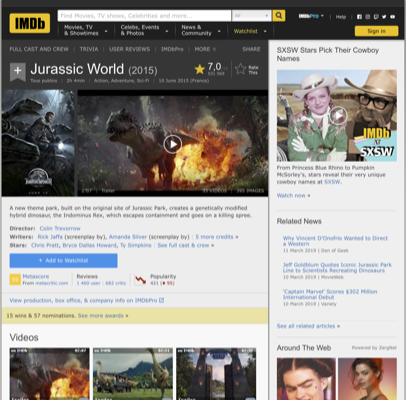 IMDb
Find Movies, TV shows, Celebrities and more...
All
IMDbPro
Help
Movies, TV
& Showtimes
Celebs, Events
& Photos
News &
Community
Watchlist
Sign in
FULL CAST AND CREW | TRIVIA | USER REVIEWS | IMDbPro | MORE
SHARE
Jurassic World (2015)
Tous publics | 2h 4min | Action, Adventure, Sci-Fi | 10 June 2015 (France)
7,0
Rate
This
2:57 | Trailer
IMAGES
A new theme park, built on the original site of Jurassic Park, creates a genetically modified
hybrid dinosaur, the Indominus Rex, which escapes containment and goes on a killing spree.
Director: Colin Trevorrow
Writers: Rick Jaffa (screenplay by), Amanda Silver (screenplay by) | 5 more credits »
Stars: Chris Pratt, Bryce Dallas Howard, Ty Simpkins | See full cast & crew »
+ Add to Watchlist
Metascore
From metacritic.com
Reviews
Popularity
View production, box office, & company info on IMDbPro
15 wins & 57 nominations. See more awards »
Videos
SXSW Stars Pick Their Cowboy
Names
IMDb
AT
SXSW
From Princess Blue Rhino to Pumpkin
McSorley's, stars reveal their very unique
cowboy names at SXSW.
Watch now »
Related News
Why Vincent D'Onofrio Wanted to Direct
a Western
11 March 2019 | Den of Geek
Jeff Goldblum Quotes Iconic Jurassic Park
Line to Scientists Recreating Dinosaurs
10 March 2019 | MovieWeb
'Captain Marvel' Scores $302 Million
International Debut
10 March 2019 | Variety
See all related articles »
Around The Web
Powered by ZergNet